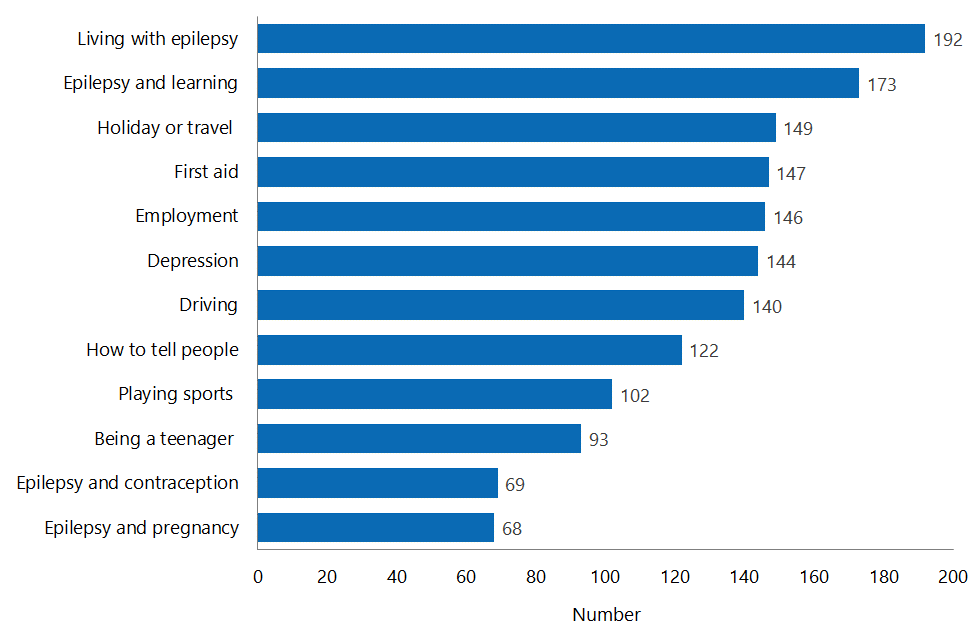 Living with epilepsy 192
Epilepsy and learning 173
Holiday or travel 149
First aid 147
Employment 146
Depression 144
Driving 140
How to tell people 122
Playing sports 102
Being a teenager 93
Epilepsy and contraception 69
Epilepsy and pregnancy 68
0 20 40 60 80 100 120 140 160 180 200
Number